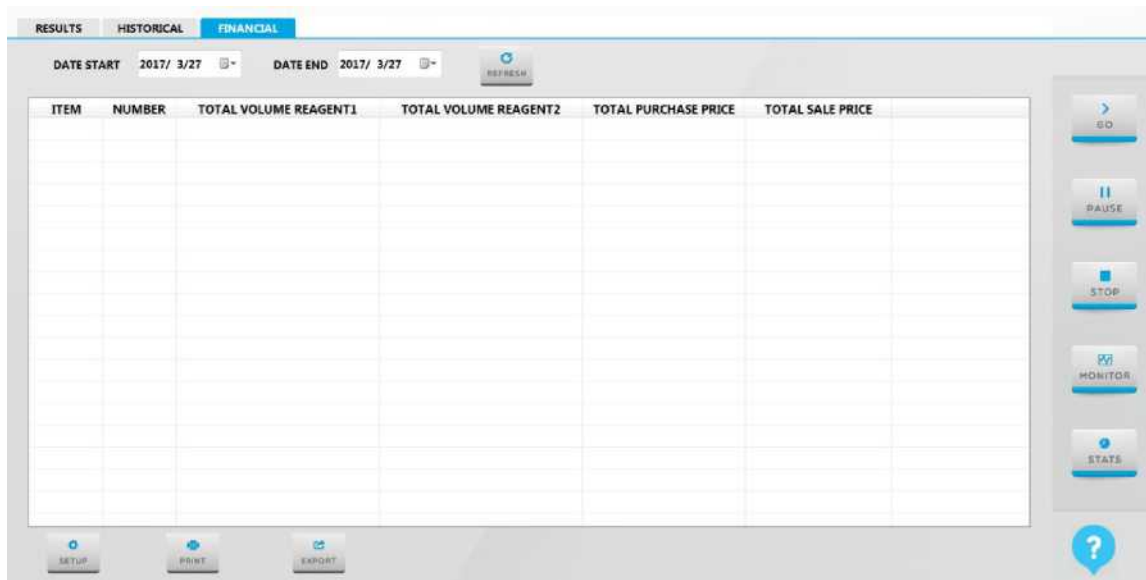 RESULTS HISTORICAL FINANCIAL
DATE START 2017/ 3/27 DATE END 2017/ 3/27 REFRESH
ITEM NUMBER TOTAL VOLUME REAGENT1 TOTAL VOLUME REAGENT2 TOTAL PURCHASE PRICE TOTAL SALE PRICE
GO
PAUSE
STOP
MONITOR
STATS
SETUP PRINT EXPORT
?